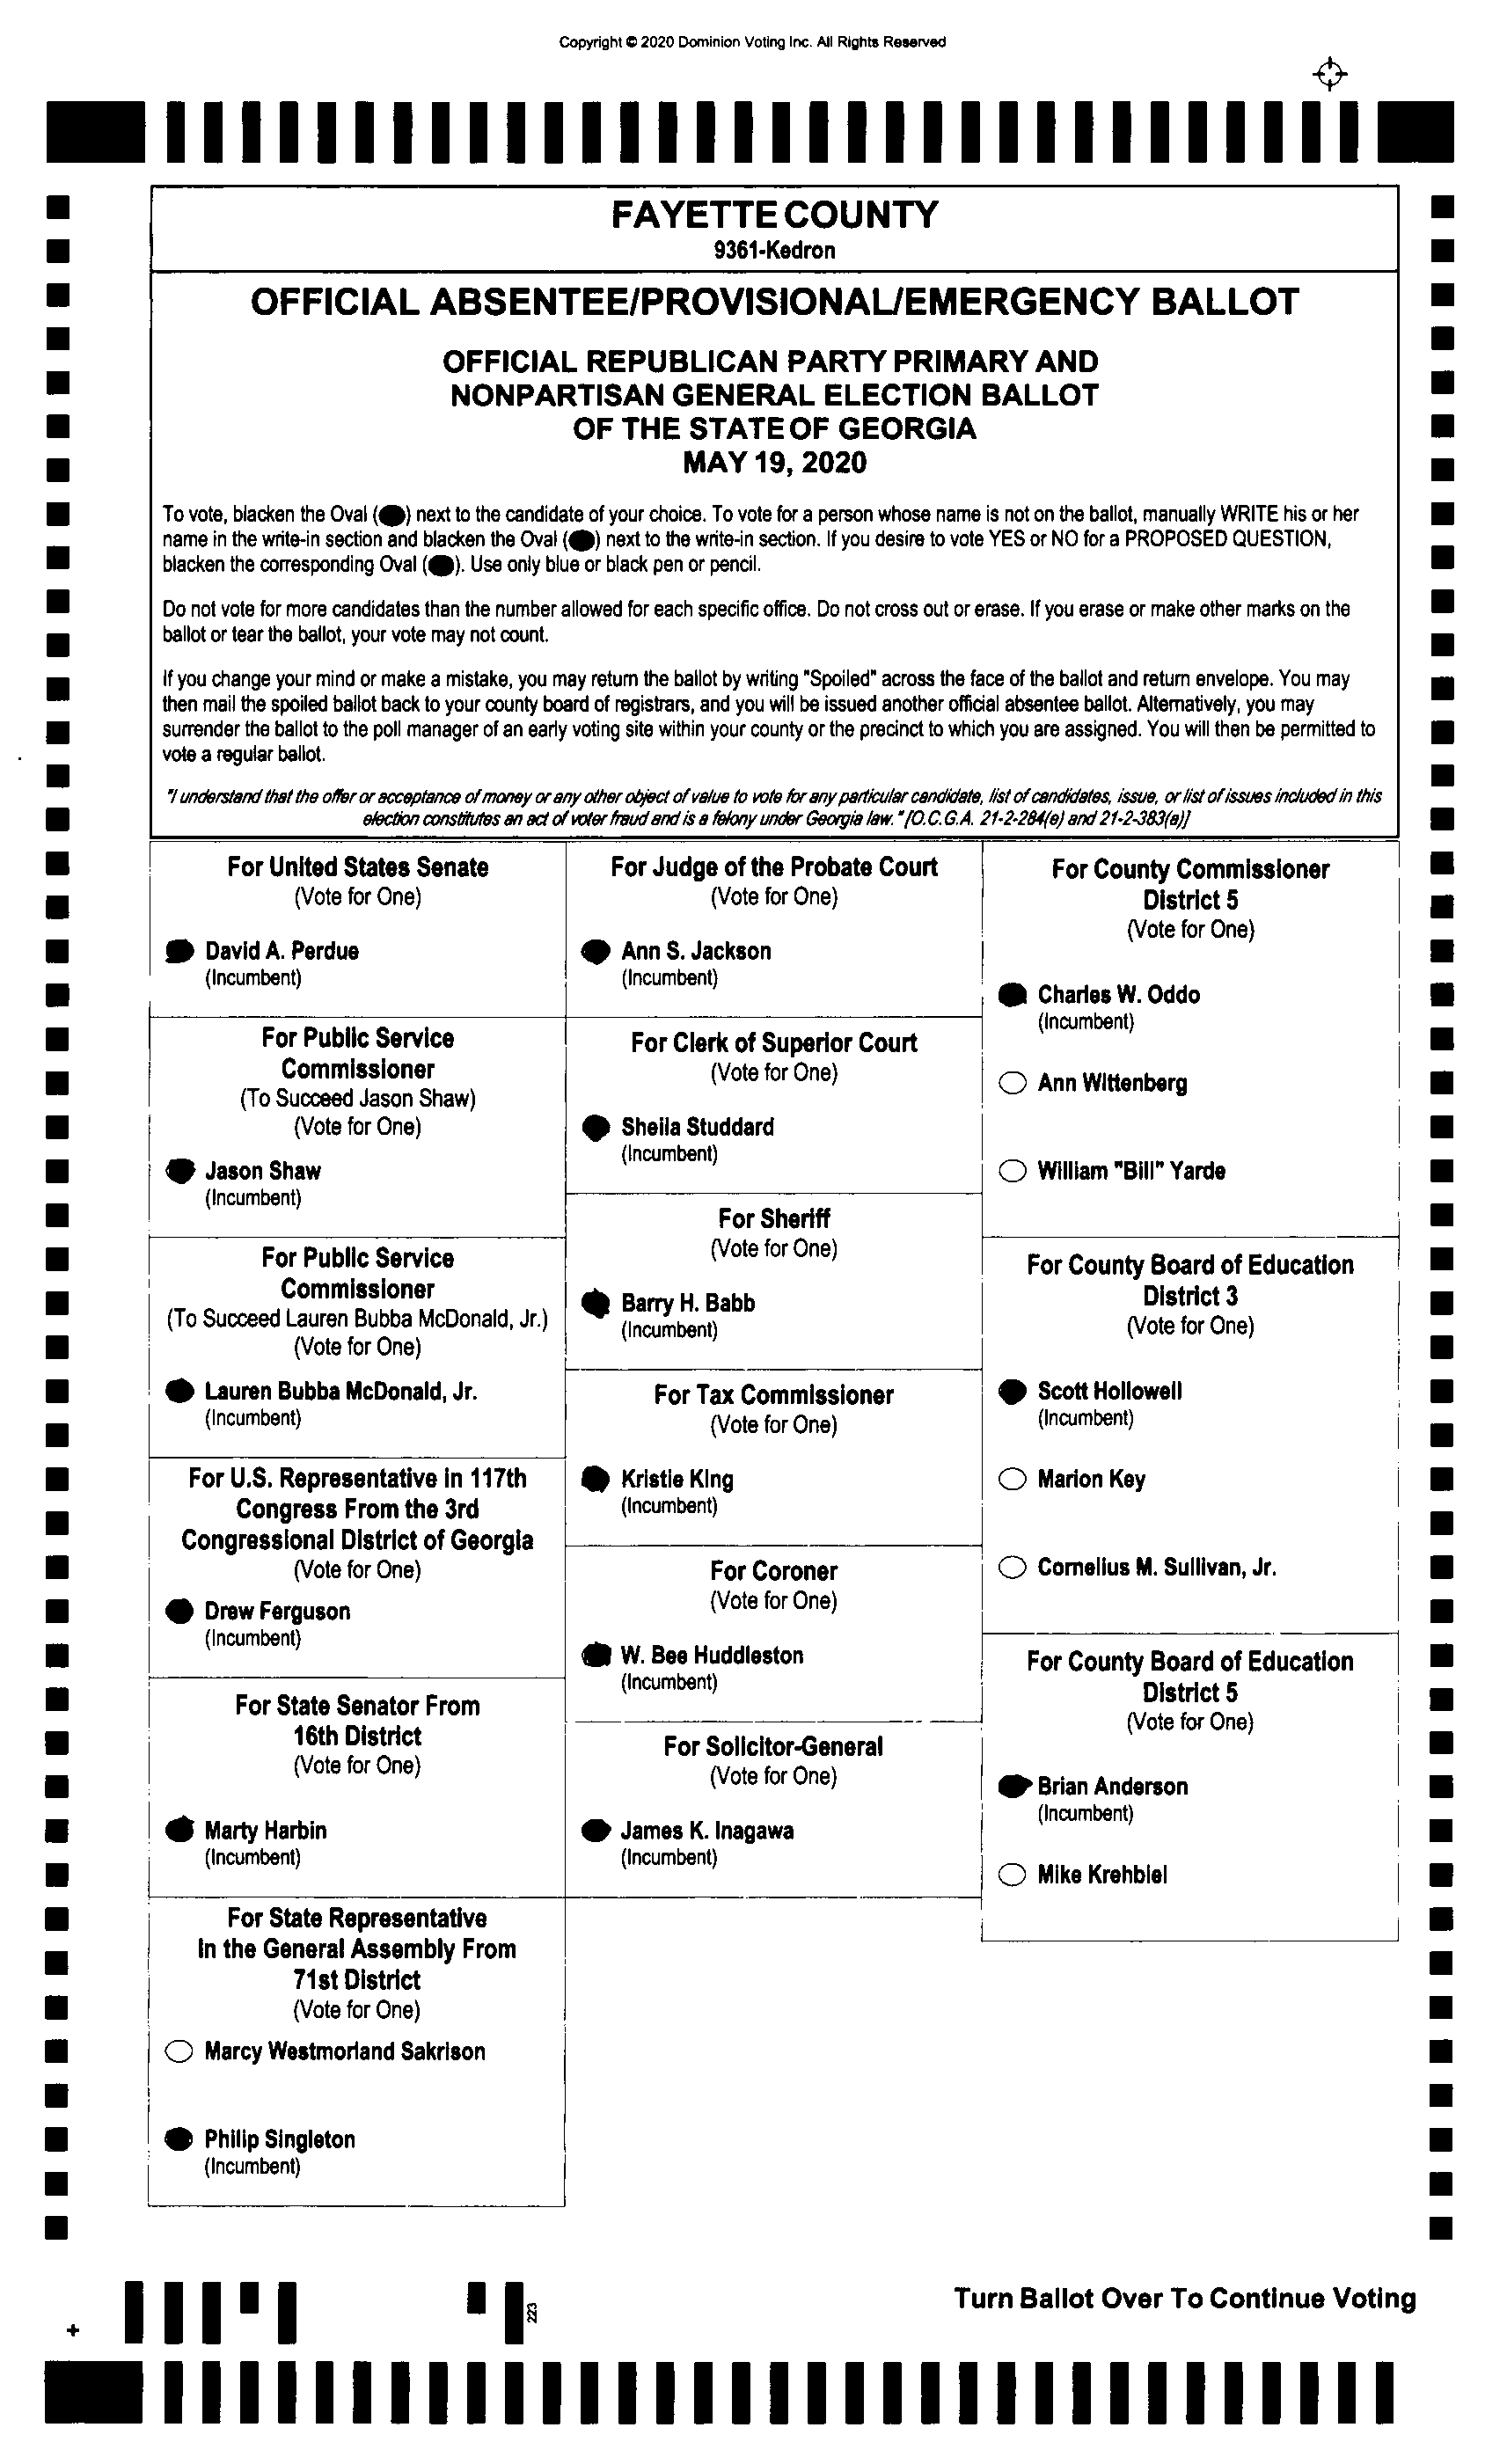 Copyright © 2020 Dominion Voting Inc. All Rights Reserved
FAYETTE COUNTY
9361-Kedron
OFFICIAL ABSENTEE/PROVISIONAL/EMERGENCY BALLOT
OFFICIAL REPUBLICAN PARTY PRIMARY AND
NONPARTISAN GENERAL ELECTION BALLOT
OF THE STATE OF GEORGIA
MAY 19, 2020
To vote, blacken the Oval (●) next to the candidate of your choice. To vote for a person whose name is not on the ballot, manually WRITE his or her
name in the write-in section and blacken the Oval (●) next to the write-in section. If you desire to vote YES or NO for a PROPOSED QUESTION,
blacken the corresponding Oval (●). Use only blue or black pen or pencil.
Do not vote for more candidates than the number allowed for each specific office. Do not cross out or erase. If you erase or make other marks on the
ballot or tear the ballot, your vote may not count.
If you change your mind or make a mistake, you may return the ballot by writing "Spoiled" across the face of the ballot and return envelope. You may
then mail the spoiled ballot back to your county board of registrars, and you will be issued another official absentee ballot. Alternatively, you may
surrender the ballot to the poll manager of an early voting site within your county or the precinct to which you are assigned. You will then be permitted to
vote a regular ballot.
"I understand that the offer or acceptance of money or any other object of value to vote for any particular candidate, list of candidates, issue, or list of issues included in this
election constitutes an act of voter fraud and is a felony under Georgia law." [O.C.G.A. 21-2-284(e) and 21-2-383(a)]
For United States Senate
(Vote for One)
David A. Perdue
(Incumbent)
For Public Service
Commissioner
(To Succeed Jason Shaw)
(Vote for One)
Jason Shaw
(Incumbent)
For Public Service
Commissioner
(To Succeed Lauren Bubba McDonald, Jr.)
(Vote for One)
Lauren Bubba McDonald, Jr.
(Incumbent)
For U.S. Representative in 117th
Congress From the 3rd
Congressional District of Georgia
(Vote for One)
Drew Ferguson
(Incumbent)
For State Senator From
16th District
(Vote for One)
Marty Harbin
(Incumbent)
For State Representative
In the General Assembly From
71st District
(Vote for One)
Marcy Westmorland Sakrison
Philip Singleton
(Incumbent)
For Judge of the Probate Court
(Vote for One)
Ann S. Jackson
(Incumbent)
For Clerk of Superior Court
(Vote for One)
Sheila Studdard
(Incumbent)
For Sheriff
(Vote for One)
Barry H. Babb
(Incumbent)
For Tax Commissioner
(Vote for One)
Kristie King
(Incumbent)
For Coroner
(Vote for One)
W. Bee Huddleston
(Incumbent)
For Solicitor-General
(Vote for One)
James K. Inagawa
(Incumbent)
For County Commissioner
District 5
(Vote for One)
Charles W. Oddo
(Incumbent)
Ann Wittenberg
William "Bill" Yarde
For County Board of Education
District 3
(Vote for One)
Scott Hollowell
(Incumbent)
Marion Key
Cornelius M. Sullivan, Jr.
For County Board of Education
District 5
(Vote for One)
Brian Anderson
(Incumbent)
Mike Krehbiel
Turn Ballot Over To Continue Voting
223